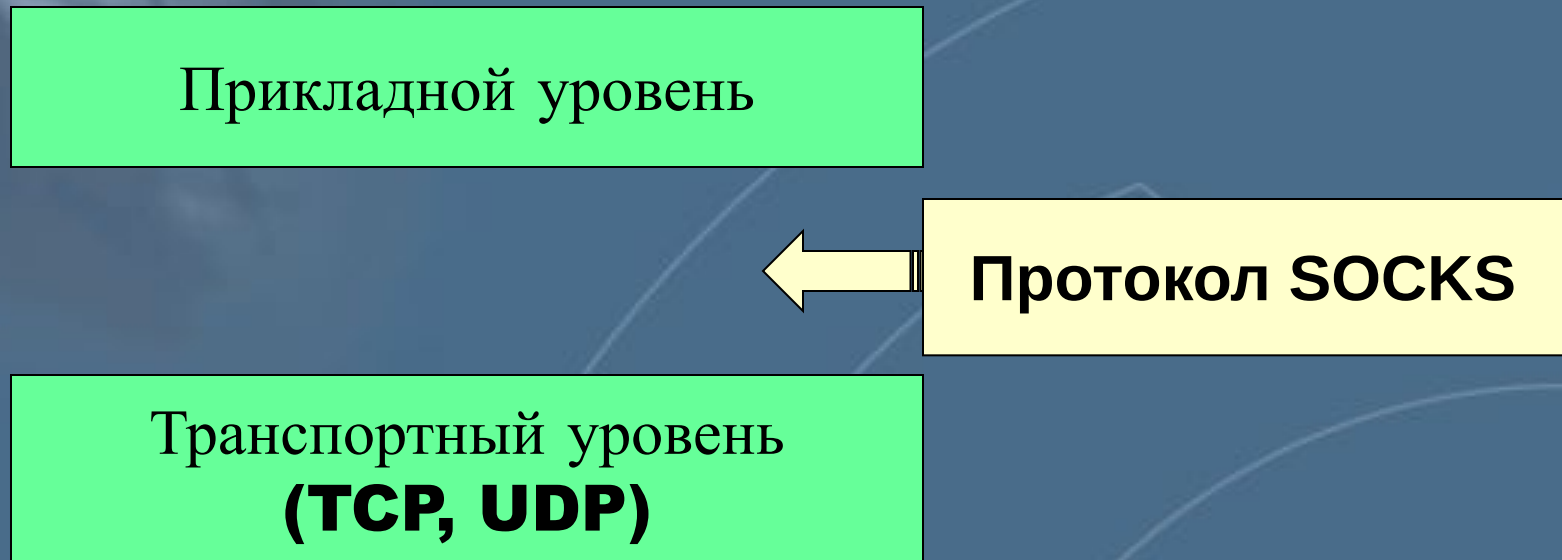 Прикладной уровень
Протокол SOCKS
Транспортный уровень
(TCP, UDP)